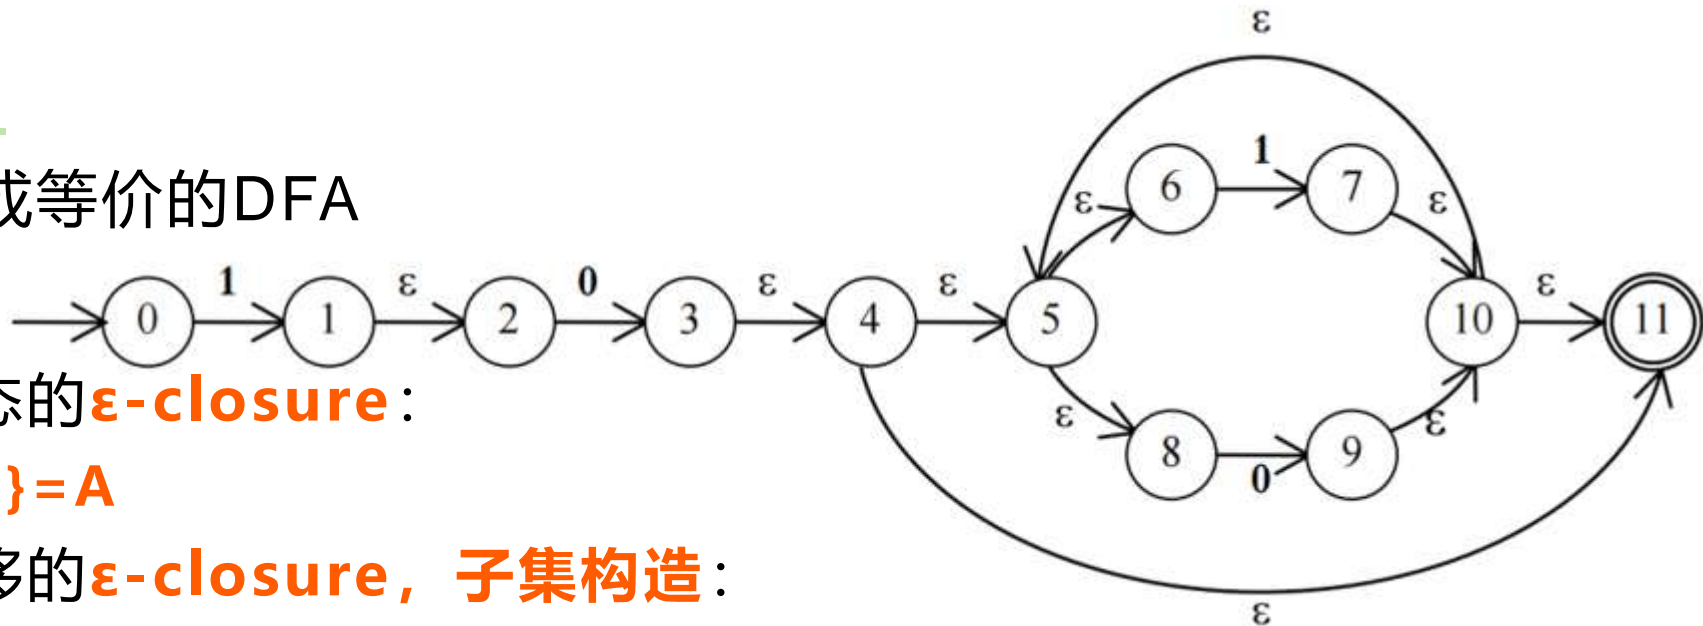 ε
成等价的DFA
ε 6 1 7 ε
0 1 1 ε 2 0 3 ε 4 ε 5 10 ε 11
态的ε-closure：
ε 8 0 9 ε
}=A
移的ε-closure，子集构造：
ε